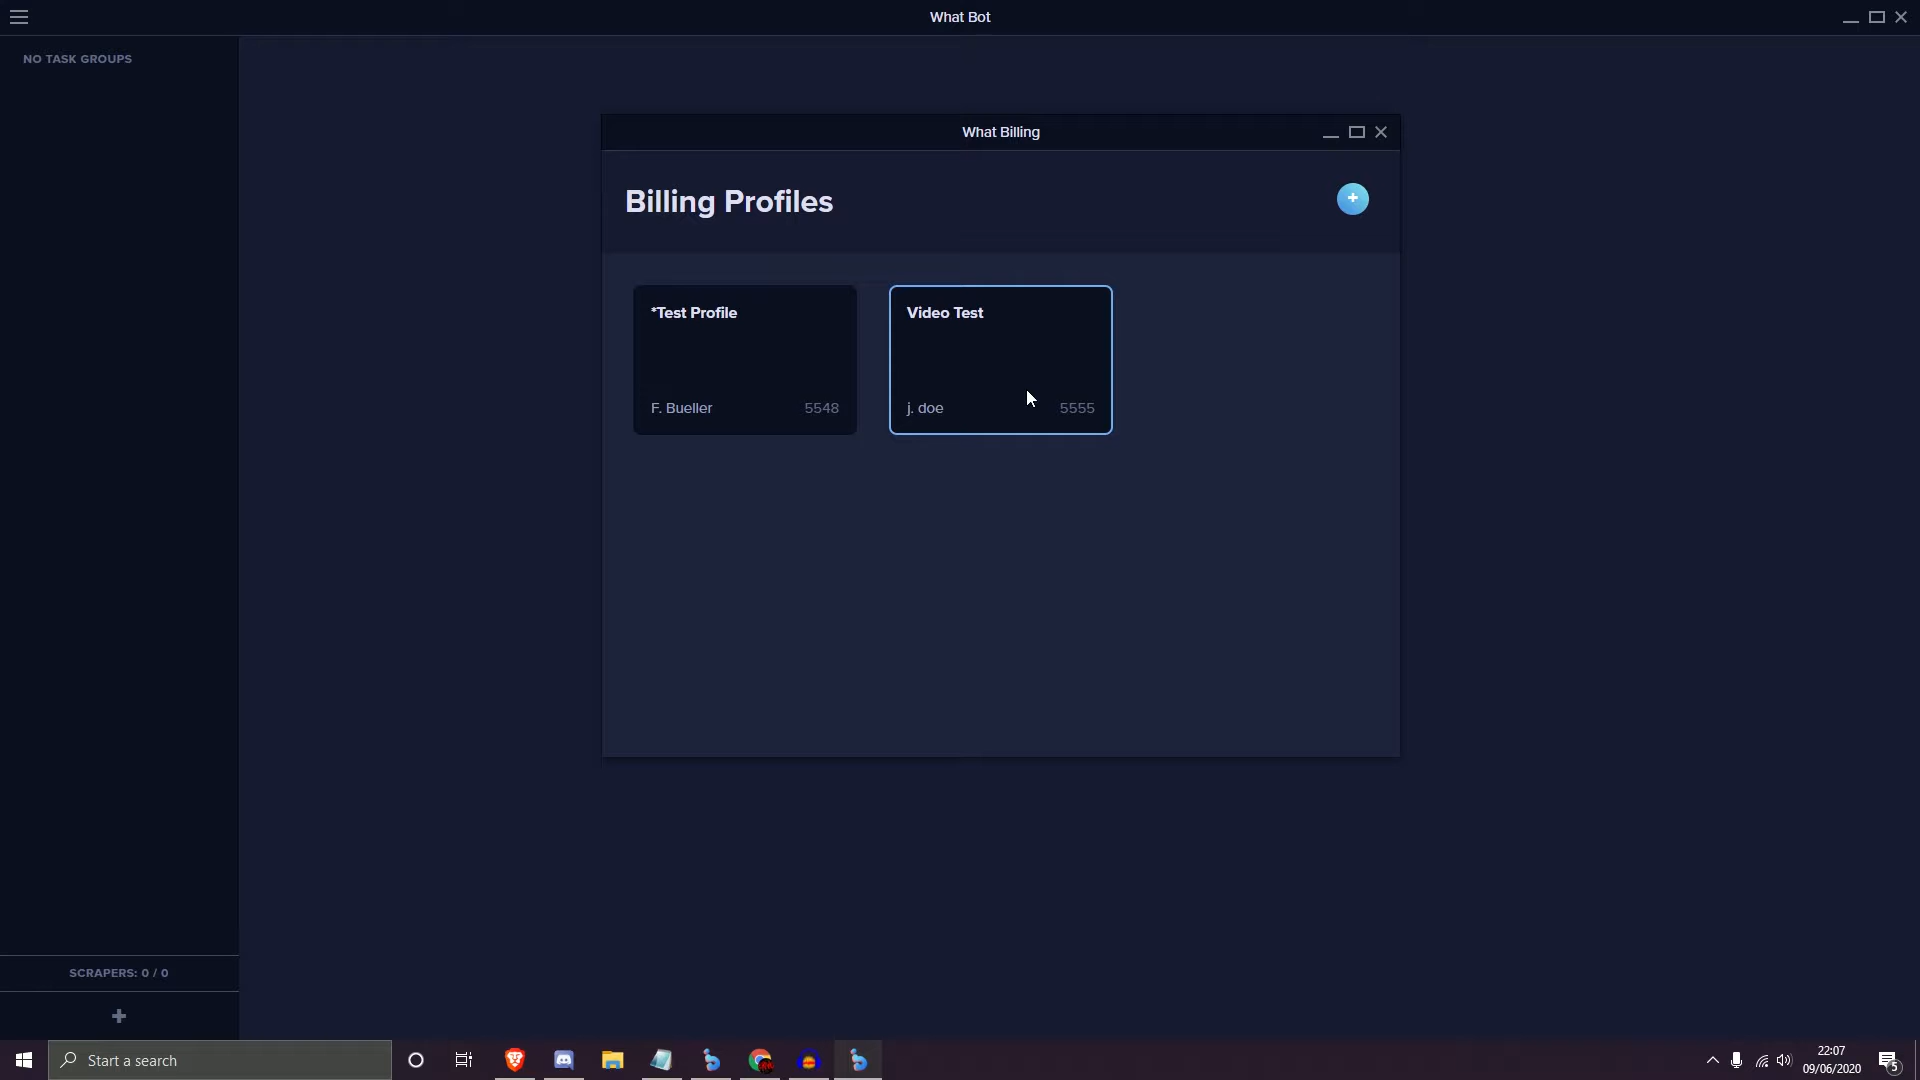 What Bot
NO TASK GROUPS
What Billing
Billing Profiles
*Test Profile
F. Bueller 5548
Video Test
j. doe 5555
SCRAPERS: 0 / 0
Start a search
22:07
09/06/2020
5